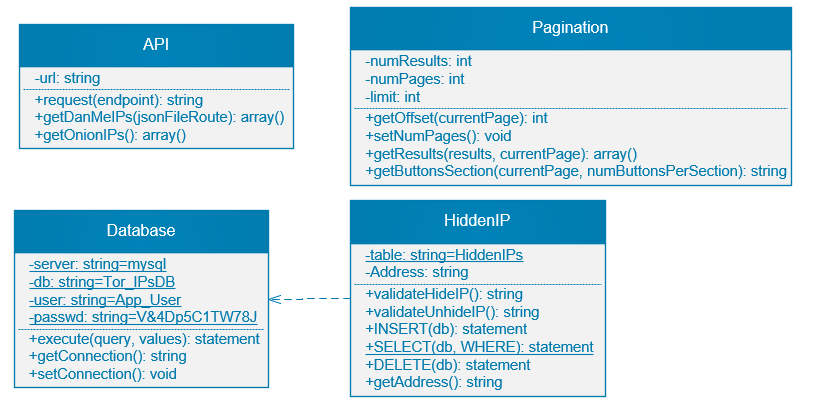 API
-url: string
+request(endpoint): string
+getDanMeIPs(jsonFileRoute): array()
+getOnionIPs(): array()
Pagination
-numResults: int
-numPages: int
-limit: int
+getOffset(currentPage): int
+setNumPages(): void
+getResults(results, currentPage): array()
+getButtonsSection(currentPage, numButtonsPerSection): string
Database
-server: string=mysql
-db: string=Tor_IPsDB
-user: string=App_User
-passwd: string=V&4Dp5C1TW78J
+execute(query, values): statement
+getConnection(): string
+setConnection(): void
HiddenIP
-table: string=HiddenIPs
-Address: string
+validateHideIP(): string
+validateUnhideIP(): string
+INSERT(db): statement
+SELECT(db, WHERE): statement
+DELETE(db): statement
+getAddress(): string